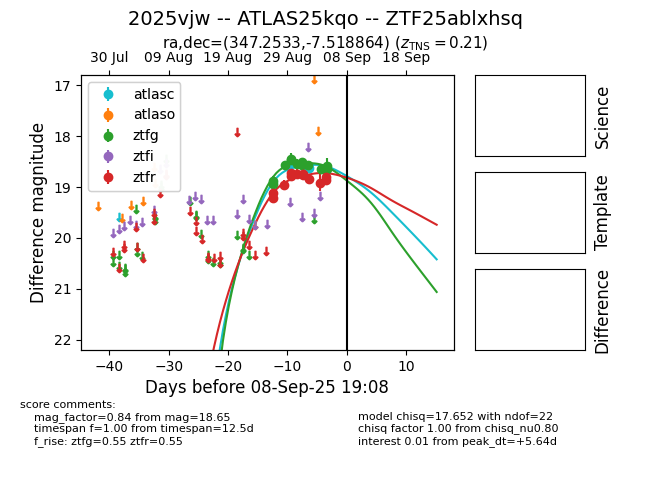 2025vjw -- ATLAS25kqo -- ZTF25ablxhsq
ra,dec=(347.2533,-7.518864) (z_TNS = 0.21)
30 Jul 09 Aug 19 Aug 29 Aug 08 Sep 18 Sep
atlasc
atlaso
ztfg
ztfi
ztfr
17
18
19
20
21
22
Difference magnitude
−40 −30 −20 −10 0 10
Days before 08-Sep-25 19:08
Science
Template
Difference
score comments:
mag_factor=0.84 from mag=18.65
timespan f=1.00 from timespan=12.5d
f_rise: ztfg=0.55 ztfr=0.55
model chisq=17.652 with ndof=22
chisq factor 1.00 from chisq_nu0.80
interest 0.01 from peak_dt=+5.64d